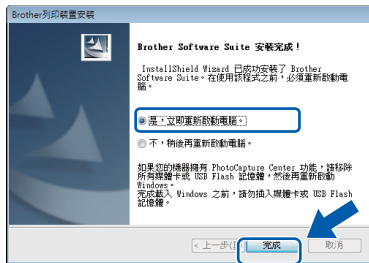 Brother列印裝置安裝
Brother Software Suite 安裝完成！
InstallShield Wizard 已成功安裝了 Brother
Software Suite。在使用該程式之前，必須重新啟動電
腦。
是，立即重新啟動電腦。
不，稍後再重新啟動電腦。
如果您的機器擁有 PhotoCapture Center 功能，請移除
所有媒體卡或 USB Flash 記憶體，然後再重新啟動
Windows。
完成載入 Windows 之前，請勿插入媒體卡或 USB Flash
記憶體。
< 上一步(
完成
取消